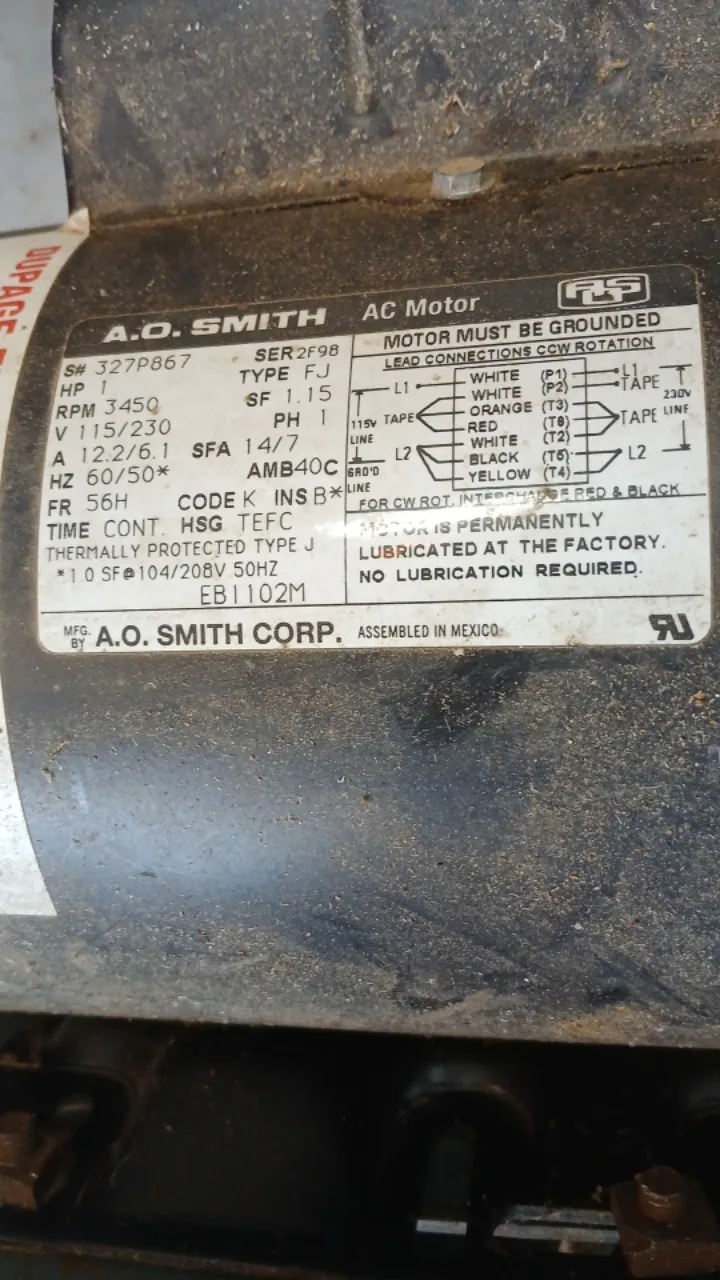 DUPAGE
A.O. SMITH AC Motor
S# 327P867 SER 2F98
HP 1 TYPE FJ
RPM 3450 SF 1.15
V 115/230 PH 1
A 12.2/6.1 SFA 14/7
HZ 60/50* AMB40C
FR 56H CODE K INS B*
TIME CONT. HSG TEFC
THERMALLY PROTECTED TYPE J
*1.0 SF@104/208V 50HZ
EB1102M
MOTOR MUST BE GROUNDED
LEAD CONNECTIONS CCW ROTATION
L1 WHITE (P1) L1
WHITE (P2) TAPE
115V TAPE ORANGE (T3) TAPE 230V
LINE RED (T8) LINE
L2 WHITE (T2) L2
GRO'D BLACK (T5)
LINE YELLOW (T4)
FOR CW ROT. INTERCHANGE RED & BLACK
MOTOR IS PERMANENTLY
LUBRICATED AT THE FACTORY.
NO LUBRICATION REQUIRED.
MFG. BY A.O. SMITH CORP. ASSEMBLED IN MEXICO